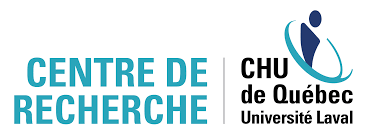 CENTRE DE
RECHERCHE
CHU
de Québec
Université Laval